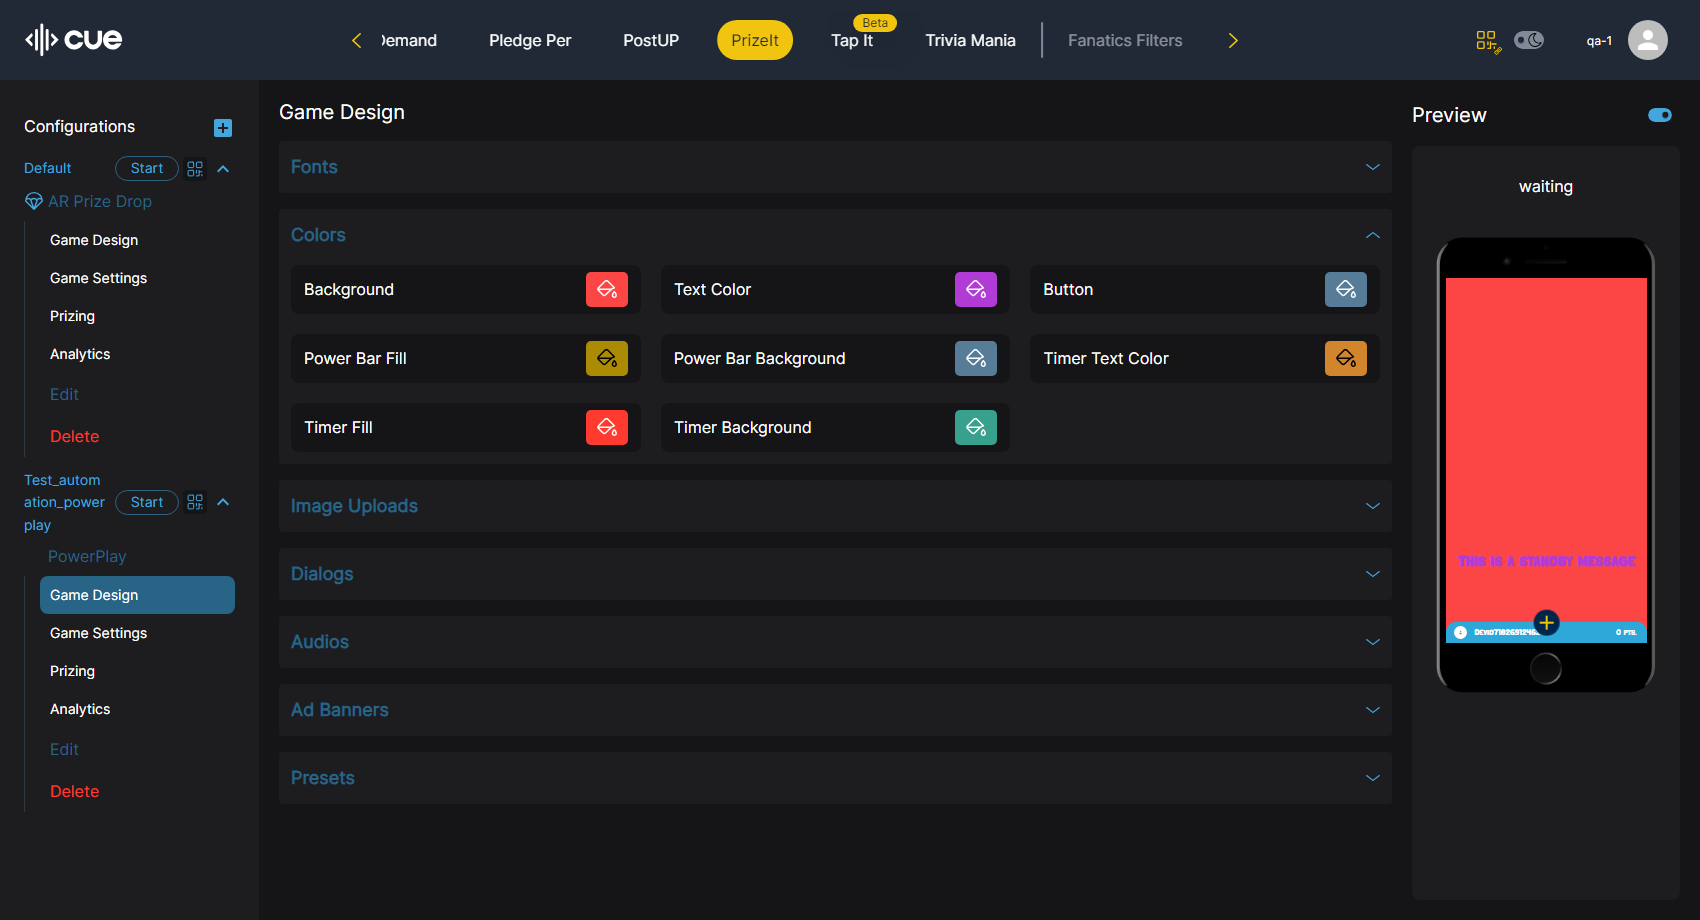 cue
Pledge Per
PostUP
PrizeIt
Beta
Tap It
Trivia Mania
Fanatics Filters
qa-1
Configurations
Default
Start
AR Prize Drop
Game Design
Game Settings
Prizing
Analytics
Edit
Delete
Test_autom
ation_power
play
Start
PowerPlay
Game Design
Game Settings
Prizing
Analytics
Edit
Delete
Game Design
Fonts
Colors
Background
Text Color
Button
Power Bar Fill
Power Bar Background
Timer Text Color
Timer Fill
Timer Background
Image Uploads
Dialogs
Audios
Ad Banners
Presets
Preview
waiting
This is a standby message
0 pts.